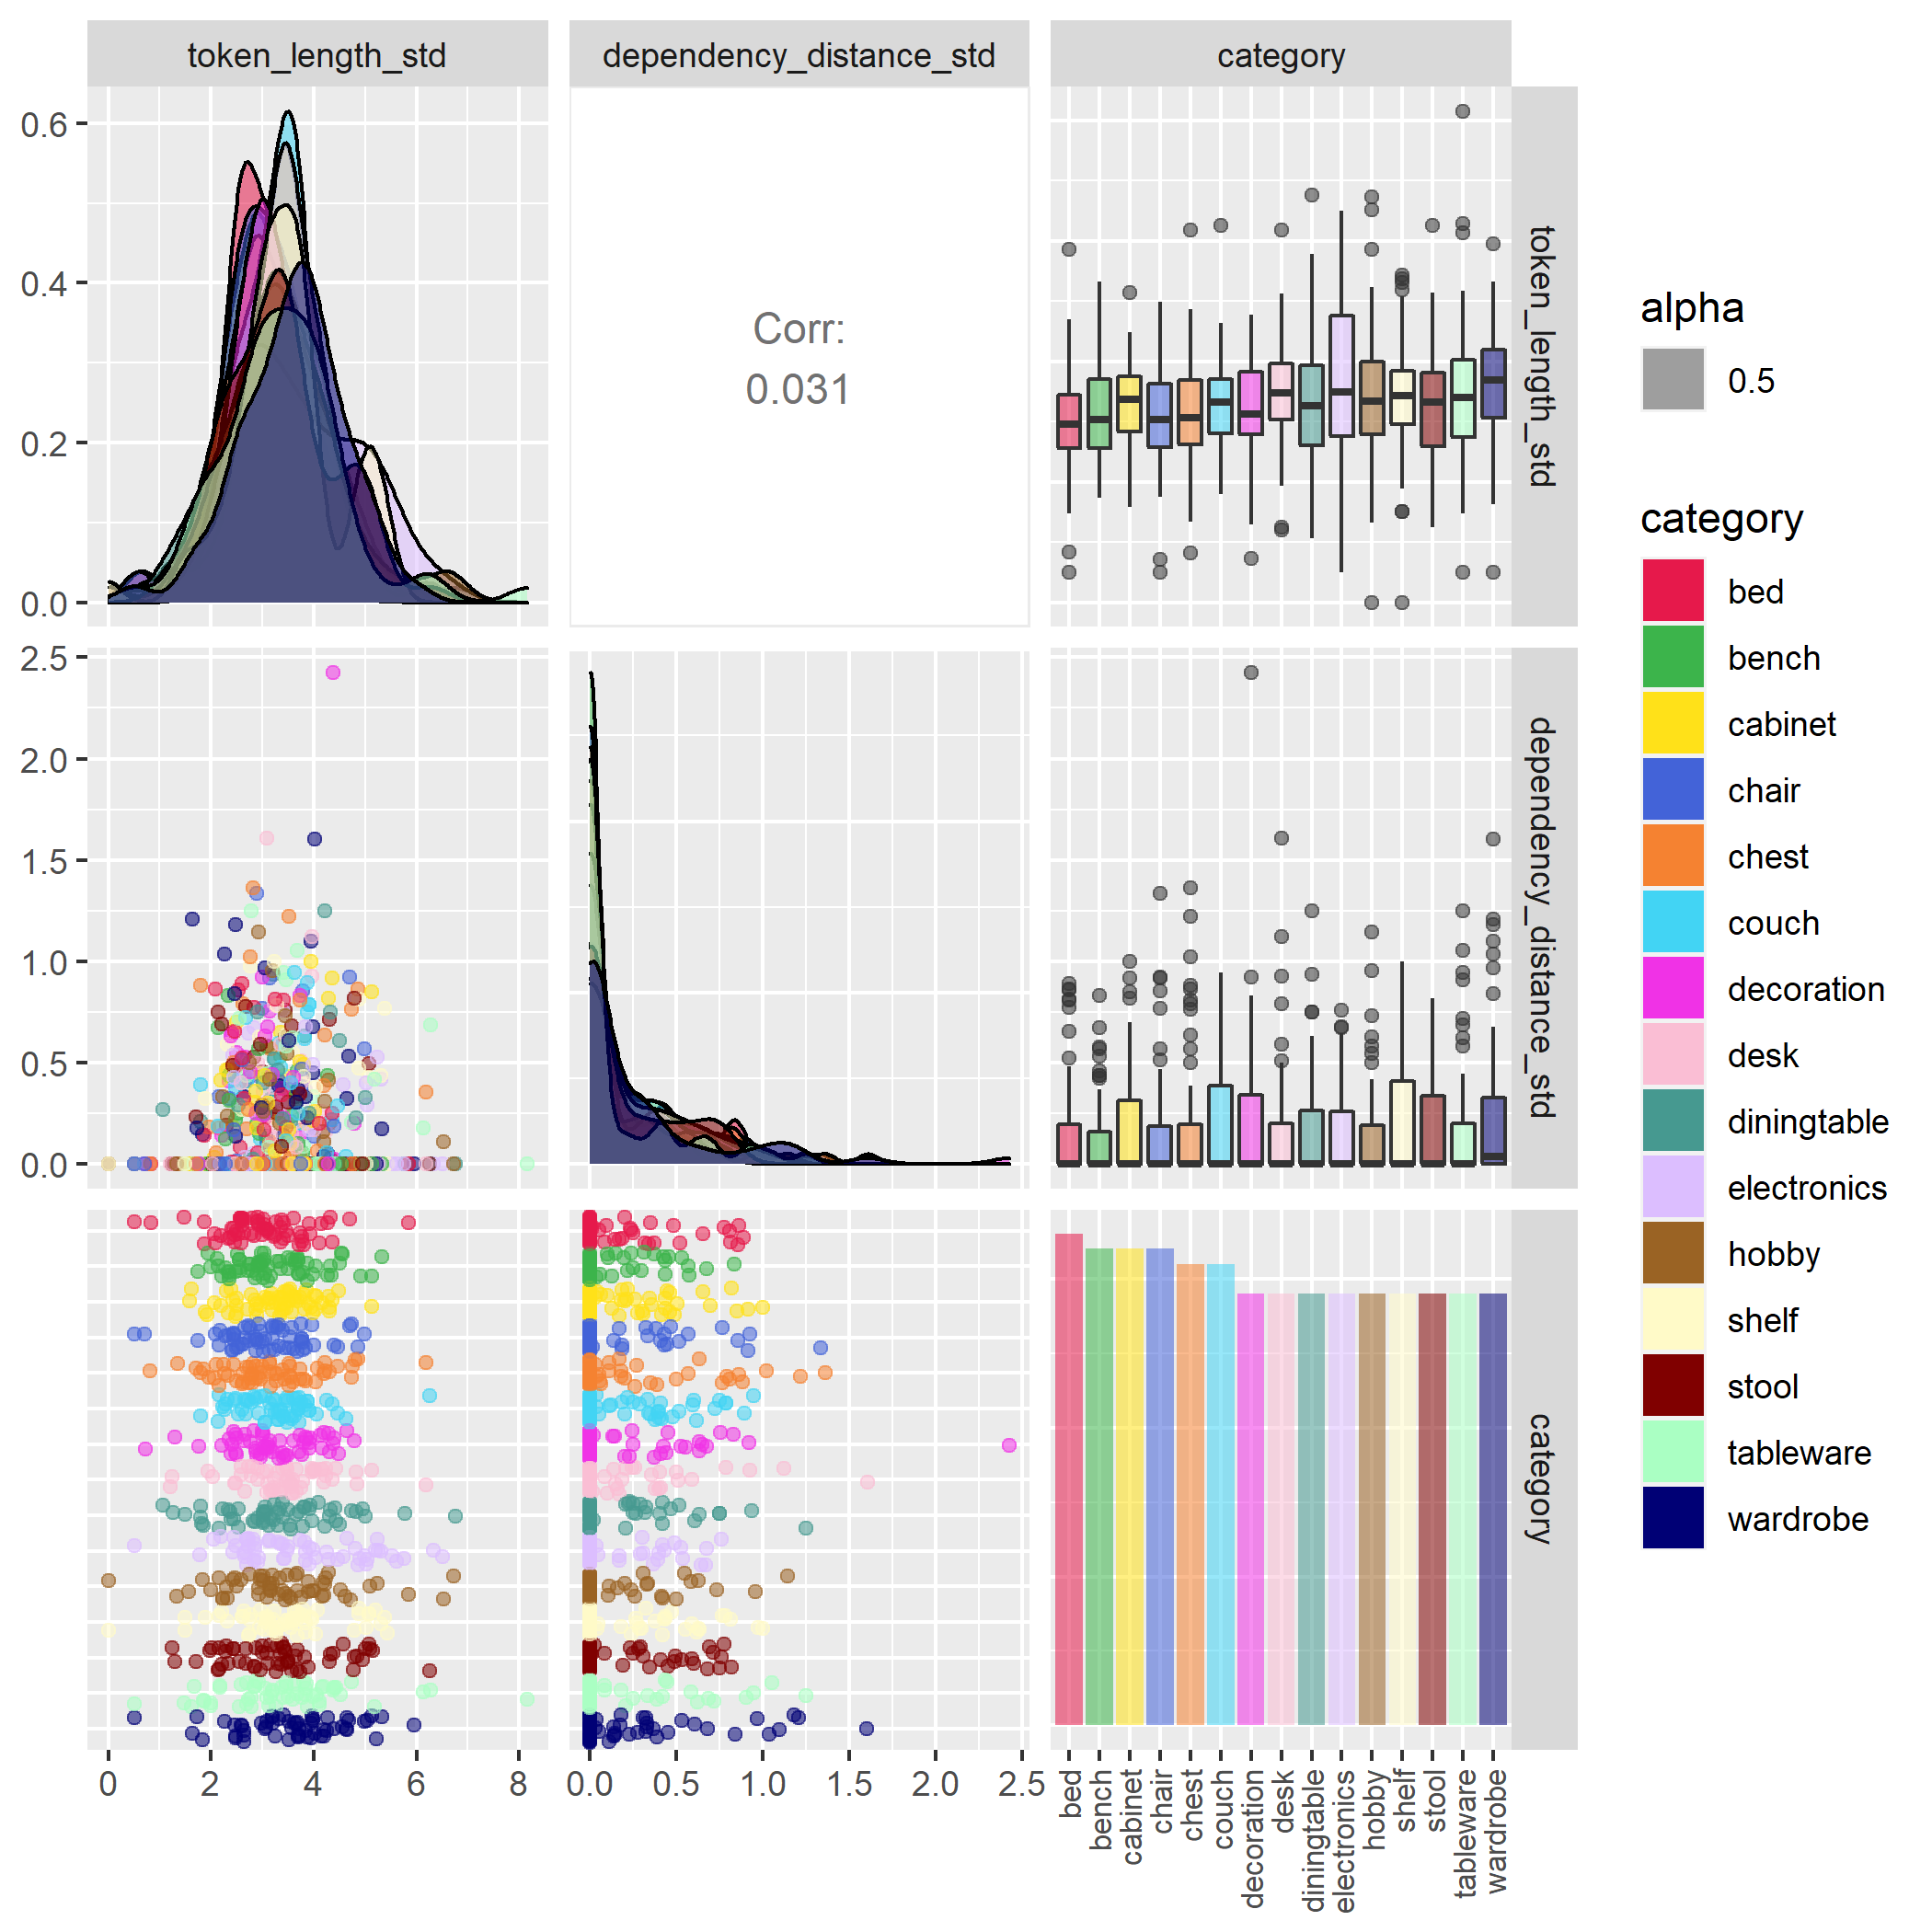 token_length_std
dependency_distance_std
category
0.6
0.4
0.2
0.0
Corr:
0.031
token_length_std
2.5
2.0
1.5
1.0
0.5
0.0
dependency_distance_std
category
0
2
4
6
8
0.0
0.5
1.0
1.5
2.0
2.5
bed
bench
cabinet
chair
chest
couch
decoration
desk
diningtable
electronics
hobby
shelf
stool
tableware
wardrobe
alpha
0.5
category
bed
bench
cabinet
chair
chest
couch
decoration
desk
diningtable
electronics
hobby
shelf
stool
tableware
wardrobe